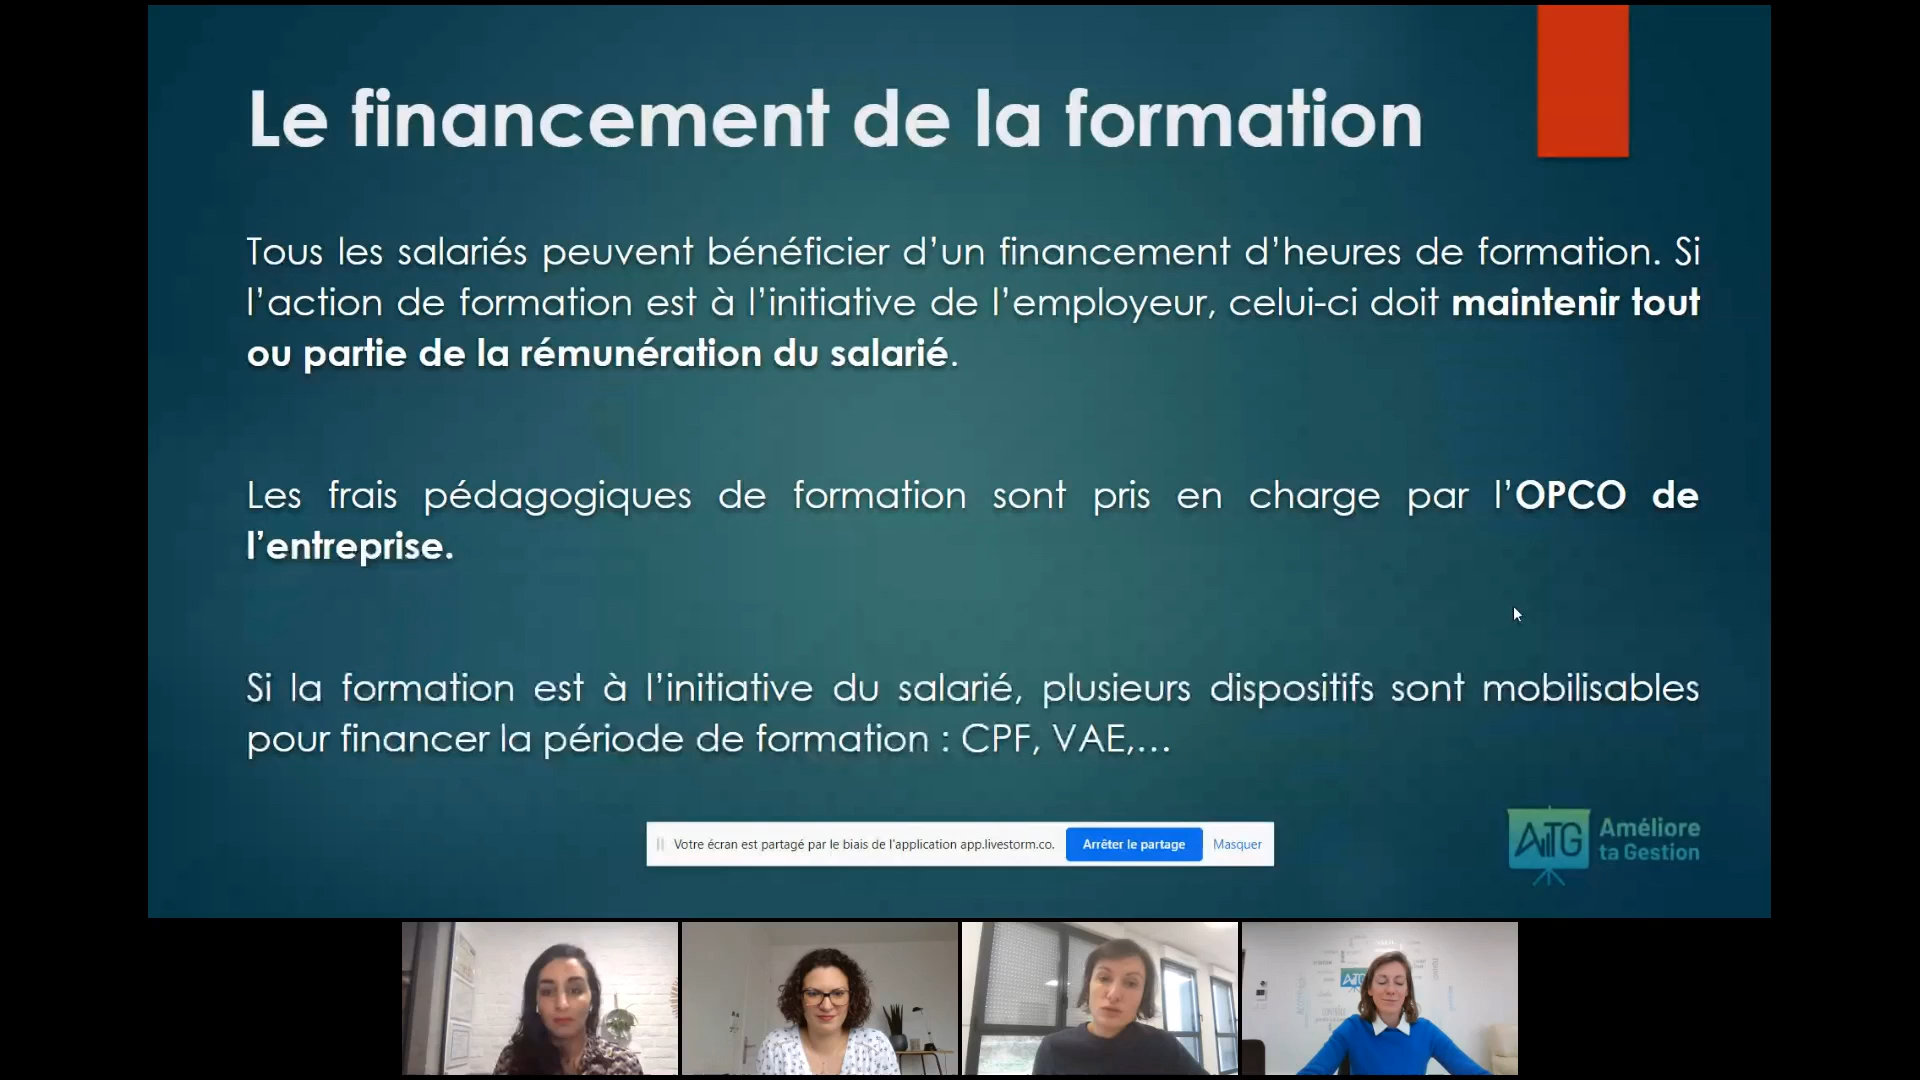 Le financement de la formation
Tous les salariés peuvent bénéficier d’un financement d’heures de formation. Si
l’action de formation est à l’initiative de l’employeur, celui-ci doit maintenir tout
ou partie de la rémunération du salarié.
Les frais pédagogiques de formation sont pris en charge par l’OPCO de
l’entreprise.
Si la formation est à l’initiative du salarié, plusieurs dispositifs sont mobilisables
pour financer la période de formation : CPF, VAE,…
Votre écran est partagé par le biais de l'application app.livestorm.co.
Arrêter le partage
Masquer
ATG
Améliore
ta Gestion